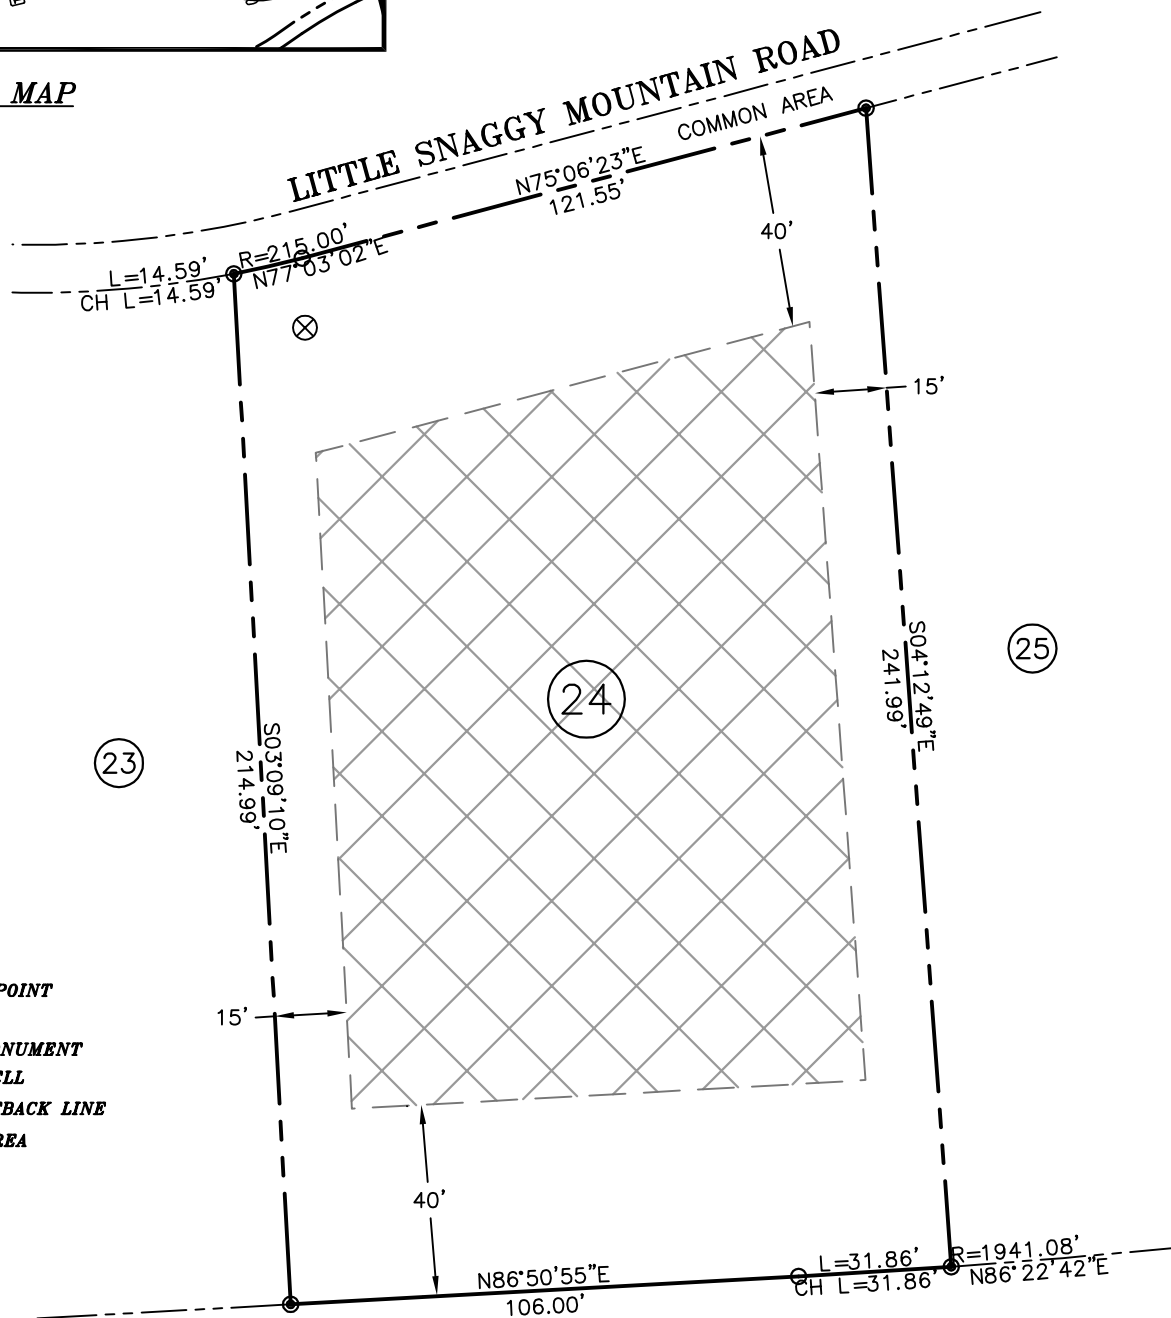 MAP
LITTLE SNAGGY MOUNTAIN ROAD
COMMON AREA
N75°06'23"E
121.55'
40'
L=14.59'
CH L=14.59'
R=215.00'
N77°03'02"E
15'
24
25
23
S04°12'49"E
241.99'
S03°09'10"E
214.99'
POINT
15'
NUMENT
LL
BACK LINE
REA
40'
N86°50'55"E
106.00'
L=31.86'
CH L=31.86'
R=1941.08'
N86°22'42"E